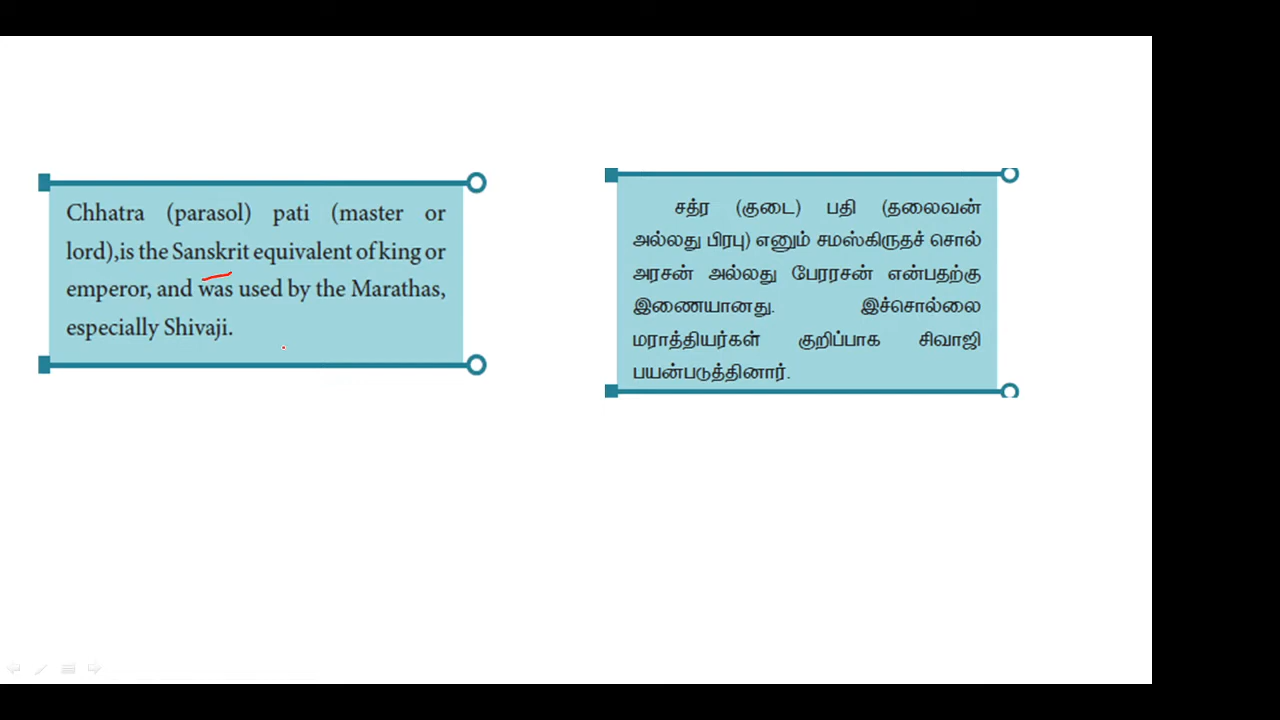 Chhatra (parasol) pati (master or
lord),is the Sanskrit equivalent of king or
emperor, and was used by the Marathas,
especially Shivaji.
சத்ர (குடை) பதி (தலைவன்
அல்லது பிரபு) எனும் சமஸ்கிருதச் சொல்
அரசன் அல்லது பேரரசன் என்பதற்கு
இணையானது. இச்சொல்லை
மராத்தியர்கள் குறிப்பாக சிவாஜி
பயன்படுத்தினார்.